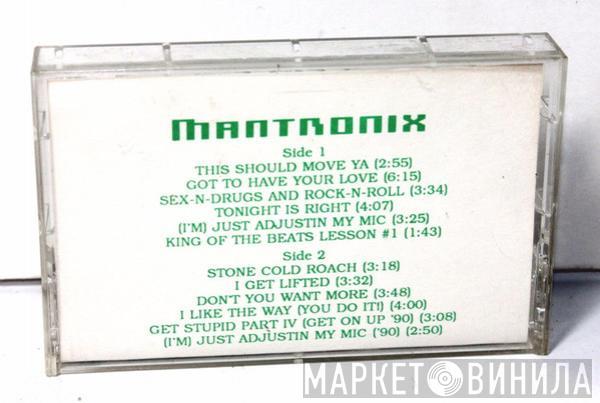 MANTRONIX
Side 1
THIS SHOULD MOVE YA (2:55)
GOT TO HAVE YOUR LOVE (6:15)
SEX-N-DRUGS AND ROCK-N-ROLL (3:34)
TONIGHT IS RIGHT (4:07)
(I'M) JUST ADJUSTIN MY MIC (3:25)
KING OF THE BEATS LESSON #1 (1:43)
Side 2
STONE COLD ROACH (3:18)
I GET LIFTED (3:32)
DON'T YOU WANT MORE (3:48)
I LIKE THE WAY (YOU DO IT!) (4:00)
GET STUPID PART IV (GET ON UP '90) (3:08)
(I'M) JUST ADJUSTIN MY MIC ('90) (2:50)
МАРКЕТ ВИНИЛА